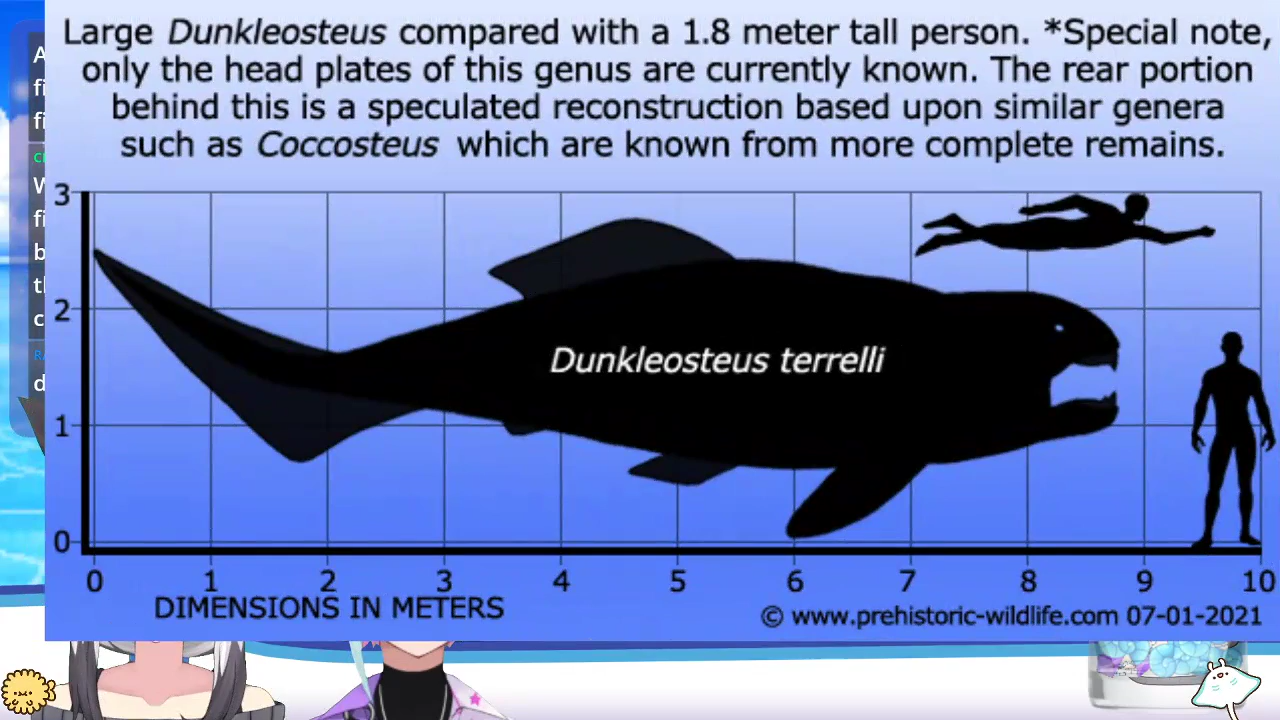 Large Dunkleosteus compared with a 1.8 meter tall person. *Special note,
only the head plates of this genus are currently known. The rear portion
behind this is a speculated reconstruction based upon similar genera
such as Coccosteus which are known from more complete remains.
3
2
1
0
Dunkleosteus terrelli
0 1 2 3 4 5 6 7 8 9 10
DIMENSIONS IN METERS
© www.prehistoric-wildlife.com 07-01-2021